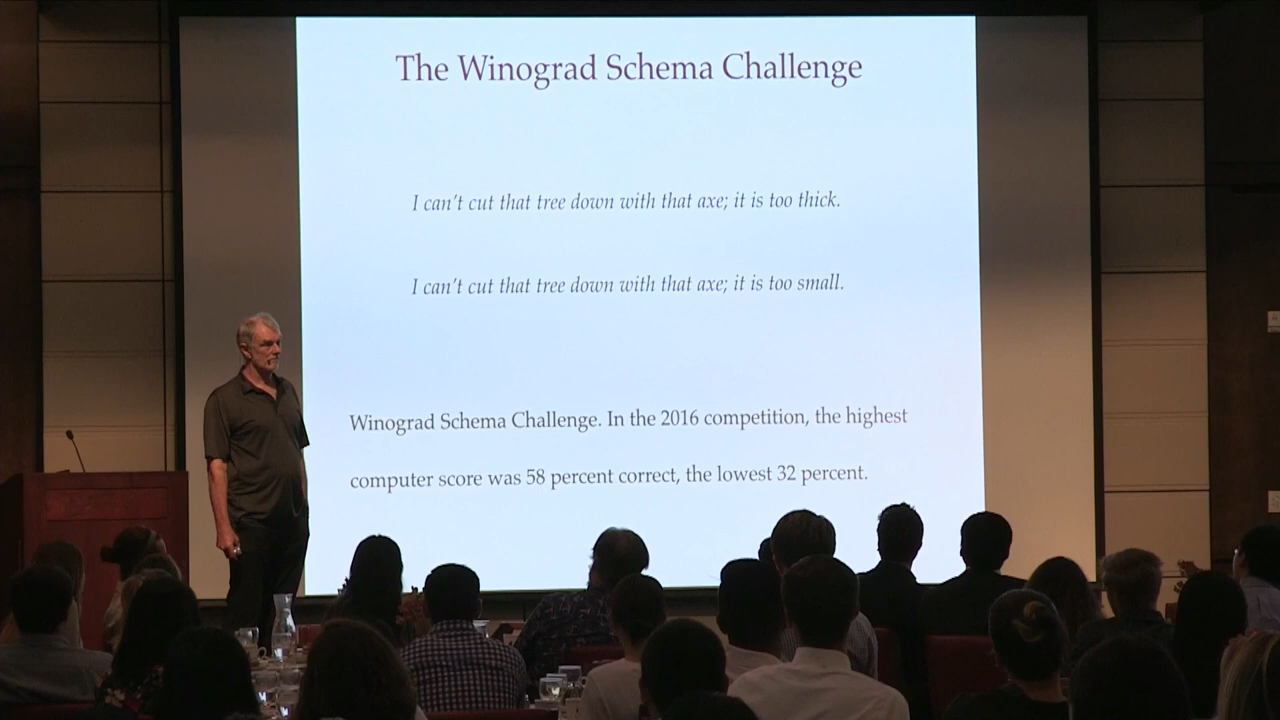 The Winograd Schema Challenge
I can't cut that tree down with that axe; it is too thick.
I can't cut that tree down with that axe; it is too small.
Winograd Schema Challenge. In the 2016 competition, the highest
computer score was 58 percent correct, the lowest 32 percent.